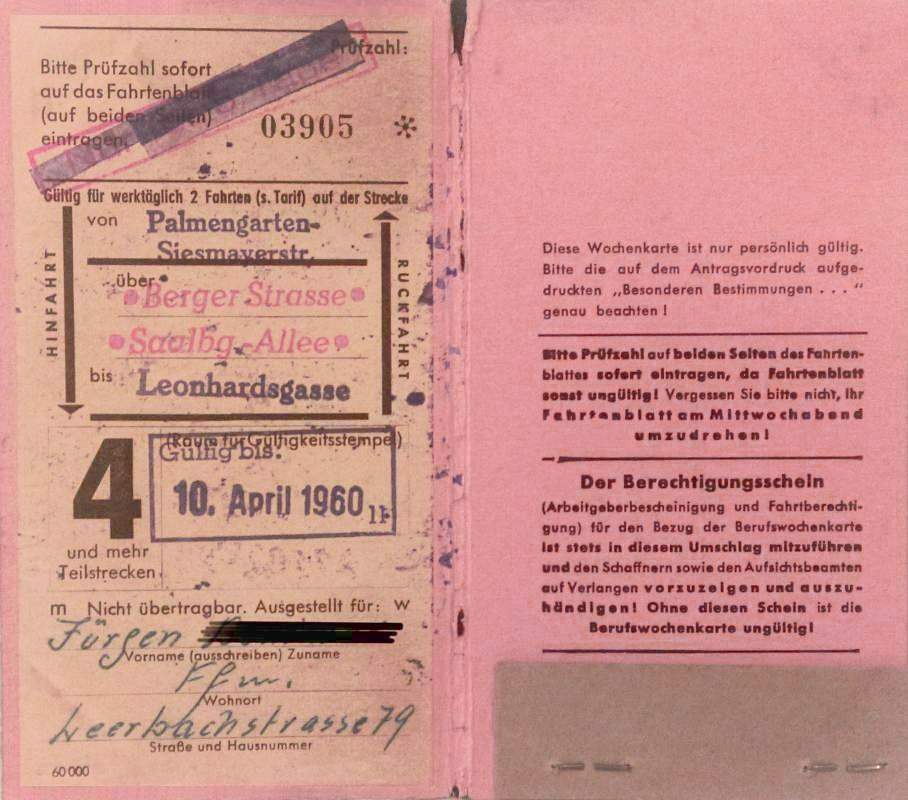 Prüfzahl:
Bitte Prüfzahl sofort
auf das Fahrtenblatt
(auf beiden Seiten)
eintragen.
03905 *
Gültig für werktäglich 2 Fahrten (s. Tarif) auf der Strecke
HINFAHRT
von Palmengarten-
Siesmayerstr.
über
Berger Strasse
Saalbg.-Allee
bis Leonhardsgasse
RÜCKFAHRT
4
und mehr
Teilstrecken
(Raum für Gültigkeitsstempel)
Gültig bis:
10. April 1960
m Nicht übertragbar. Ausgestellt für: w
Jürgen
Vorname (ausschreiben) Zuname
Ffm.
Wohnort
Leerbachstrasse 79
Straße und Hausnummer
60 000
Diese Wochenkarte ist nur persönlich gültig.
Bitte die auf dem Antragsvordruck aufge-
druckten „Besonderen Bestimmungen . . . “
genau beachten !
Bitte Prüfzahl auf beiden Seiten des Fahrten-
blattes sofort eintragen, da Fahrtenblatt
sonst ungültig! Vergessen Sie bitte nicht, Ihr
Fahrtenblatt am Mittwochabend
umzudrehen!
Der Berechtigungsschein
(Arbeitgeberbescheinigung und Fahrtberechti-
gung) für den Bezug der Berufswochenkarte
ist stets in diesem Umschlag mitzuführen
und den Schaffnern sowie den Aufsichtsbeamten
auf Verlangen vorzuzeigen und auszu-
händigen! Ohne diesen Schein ist die
Berufswochenkarte ungültig!